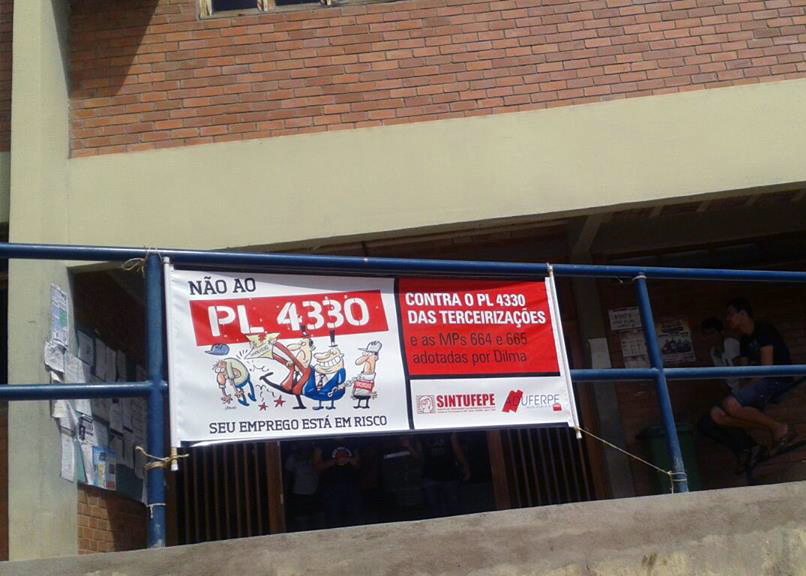 NÃO AO
PL 4330
SEU EMPREGO ESTÁ EM RISCO
CONTRA O PL 4330
DAS TERCEIRIZAÇÕES
e as MPs 664 e 665
adotadas por Dilma
SINTUFEPE
UFERPE